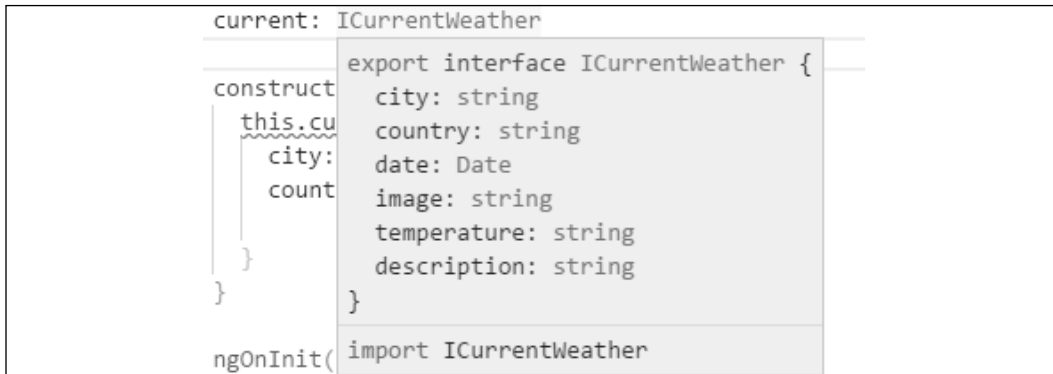 current: ICurrentWeather
export interface ICurrentWeather {
construct
city: string
this.cu
country: string
city:
date: Date
count
image: string
temperature: string
}
description: string
}
}
import ICurrentWeather
ngOnInit(